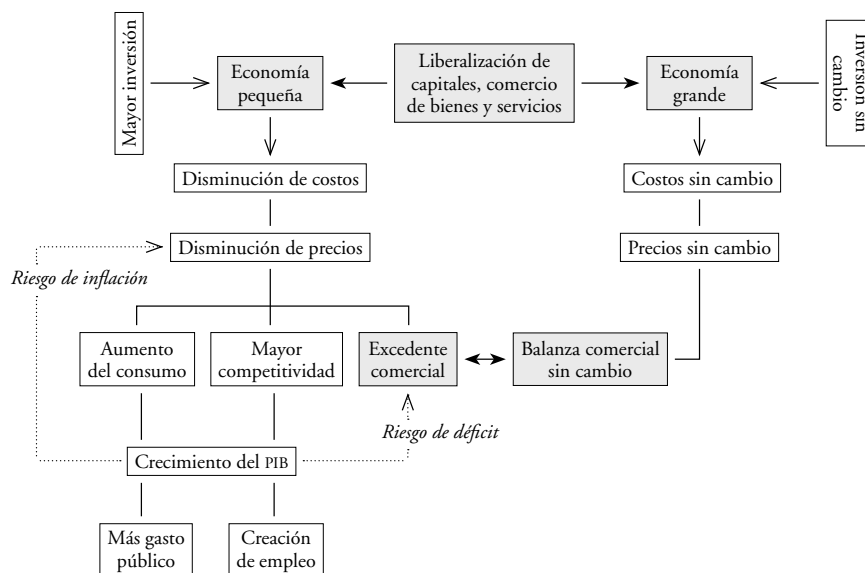 Mayor inversión
Economía
pequeña
Liberalización de
capitales, comercio
de bienes y servicios
Economía
grande
Inversión sin
cambio
Disminución de costos
Costos sin cambio
Disminución de precios
Precios sin cambio
Riesgo de inflación
Aumento
del consumo
Mayor
competitividad
Excedente
comercial
Balanza comercial
sin cambio
Riesgo de déficit
Crecimiento del PIB
Más gasto
público
Creación
de empleo